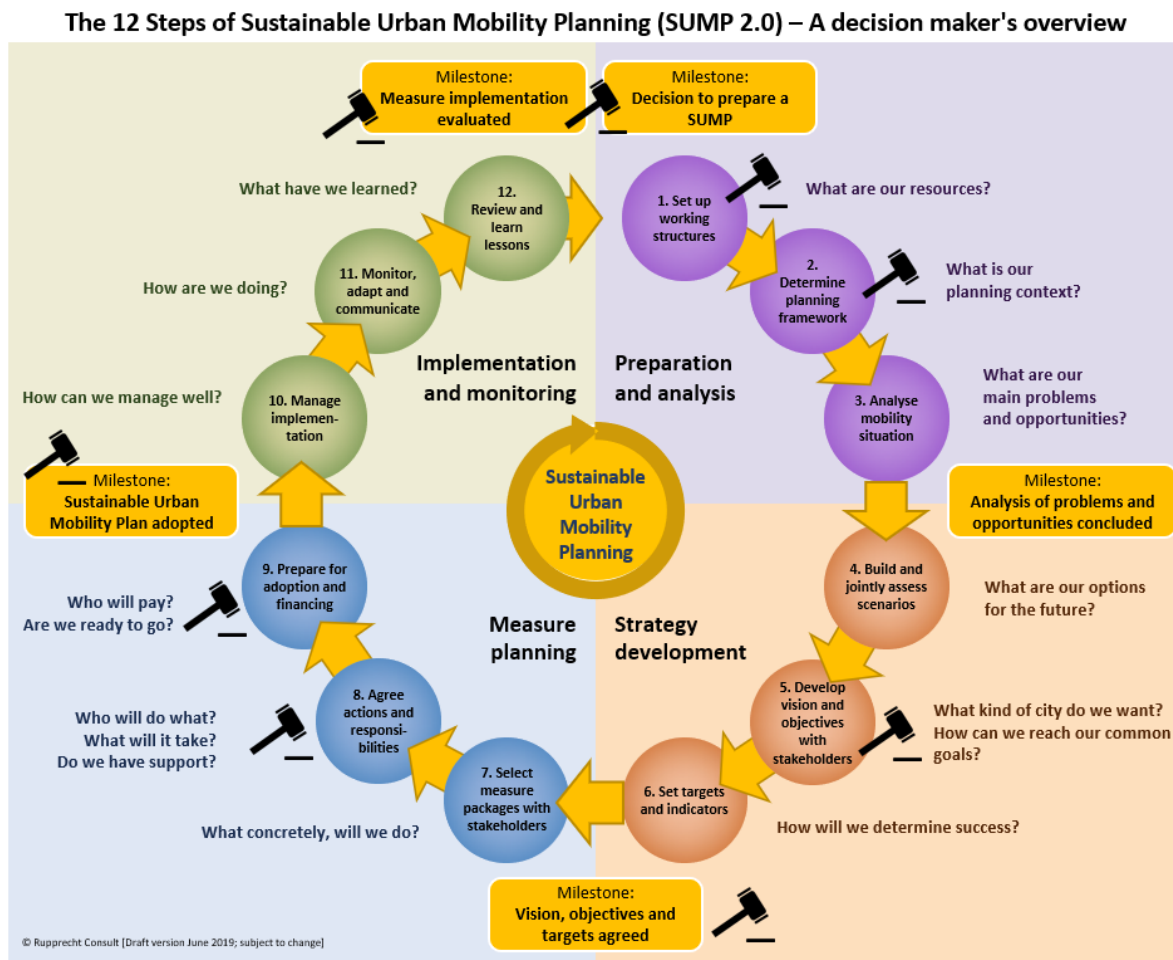 The 12 Steps of Sustainable Urban Mobility Planning (SUMP 2.0) – A decision maker's overview
Milestone:
Measure implementation
evaluated
Milestone:
Decision to prepare a
SUMP
1. Set up
working
structures
What are our resources?
2.
Determine
planning
framework
What is our
planning context?
3. Analyse
mobility
situation
What are our
main problems
and opportunities?
Preparation
and analysis
Milestone:
Analysis of problems and
opportunities concluded
4. Build and
jointly assess
scenarios
What are our options
for the future?
5. Develop
vision and
objectives with
stakeholders
What kind of city do we want?
How can we reach our common
goals?
6. Set targets
and indicators
How will we determine success?
Strategy
development
Milestone:
Vision, objectives and
targets agreed
7. Select
measure
packages with
stakeholders
What concretely, will we do?
8. Agree
actions and
responsi-
bilities
Who will do what?
What will it take?
Do we have support?
9. Prepare for
adoption and
financing
Who will pay?
Are we ready to go?
Measure
planning
Milestone:
Sustainable Urban
Mobility Plan adopted
10. Manage
implemen-
tation
How can we manage well?
11. Monitor,
adapt and
communicate
How are we doing?
12.
Review and
learn
lessons
What have we learned?
Implementation
and monitoring
Sustainable
Urban
Mobility
Planning
© Rupprecht Consult [Draft version June 2019; subject to change]